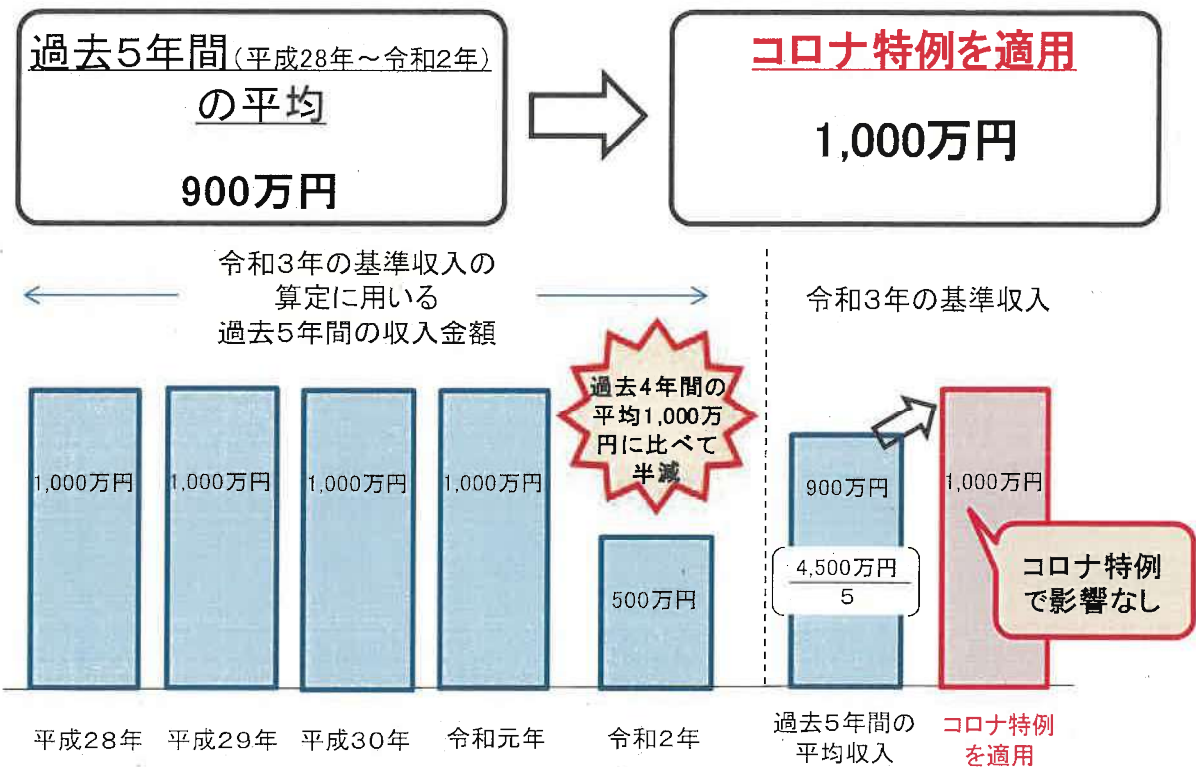 過去5年間(平成28年～令和2年)
の平均
900万円
コロナ特例を適用
1,000万円
令和3年の基準収入の
算定に用いる
過去5年間の収入金額
令和3年の基準収入
過去4年間の
平均1,000万
円に比べて
半減
1,000万円
1,000万円
1,000万円
1,000万円
500万円
900万円
4,500万円
5
1,000万円
コロナ特例
で影響なし
平成28年
平成29年
平成30年
令和元年
令和2年
過去5年間の
平均収入
コロナ特例
を適用